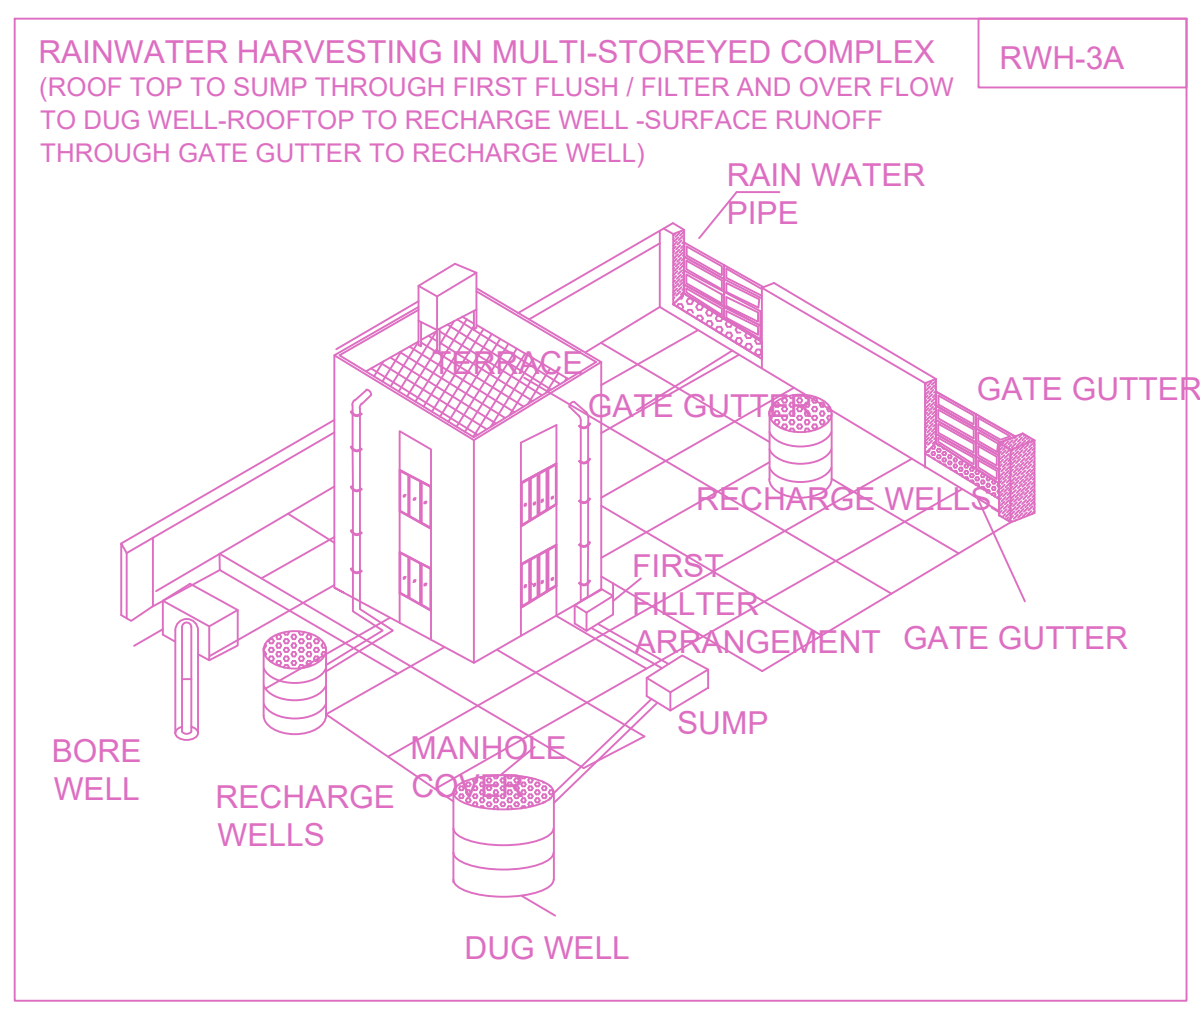 RAINWATER HARVESTING IN MULTI-STOREYED COMPLEX
RWH-3A
(ROOF TOP TO SUMP THROUGH FIRST FLUSH / FILTER AND OVER FLOW
TO DUG WELL-ROOFTOP TO RECHARGE WELL -SURFACE RUNOFF
THROUGH GATE GUTTER TO RECHARGE WELL)
RAIN WATER
PIPE
TERRACE
GATE GUTTER
GATE GUTTER
RECHARGE WELLS
FIRST
FILLTER
ARRANGEMENT
GATE GUTTER
SUMP
BORE
WELL
MANHOLE
COVER
RECHARGE
WELLS
DUG WELL